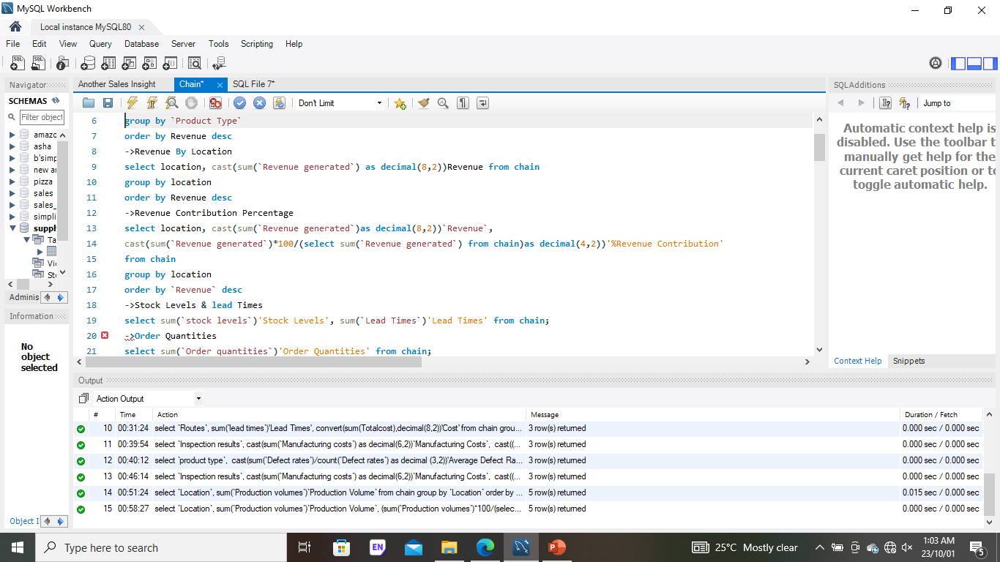 MySQL Workbench
Local instance MySQL80
File Edit View Query Database Server Tools Scripting Help
Navigator
SCHEMAS
Filter object
amazo
asha
b'simp
new ar
pizza
sales
sales_
simpli
suppl
Ta
Vie
Sto
Adminis
Information
No
object
selected
Object I
Another Sales Insight Chain* SQL File 7*
Don't Limit
6 group by `Product Type`
7 order by Revenue desc
8 ->Revenue By Location
9 select location, cast(sum(`Revenue generated`) as decimal(8,2))Revenue from chain
10 group by location
11 order by Revenue desc
12 ->Revenue Contribution Percentage
13 select location, cast(sum(`Revenue generated`)as decimal(8,2))`Revenue`,
14 cast(sum(`Revenue generated`)*100/(select sum(`Revenue generated`) from chain)as decimal(4,2))'%Revenue Contribution'
15 from chain
16 group by location
17 order by `Revenue` desc
18 ->Stock Levels & lead Times
19 select sum(`stock levels`)'Stock Levels', sum(`Lead Times`)'Lead Times' from chain;
20 ->Order Quantities
21 select sum(`Order quantities`)'Order Quantities' from chain;
SQLAdditions
Jump to
Automatic context help is
disabled. Use the toolbar t
manually get help for the
current caret position or to
toggle automatic help.
Context Help Snippets
Output
Action Output
# Time Action Message Duration / Fetch
10 00:31:24 select `Routes`, sum(`lead times`)'Lead Times', convert(sum(Totalcost),decimal(8,2))'Cost' from chain grou... 3 row(s) returned 0.000 sec / 0.000 sec
11 00:39:54 select `Inspection results`, cast(sum(`Manufacturing costs`) as decimal(6,2))`Manufacturing Costs`, cast((... 3 row(s) returned 0.000 sec / 0.000 sec
12 00:40:12 select `product type`, cast(sum(`Defect rates`)/count(`Defect rates`) as decimal (3,2))'Average Defect Ra... 3 row(s) returned 0.000 sec / 0.000 sec
13 00:46:14 select `Inspection results`, cast(sum(`Manufacturing costs`) as decimal(6,2))`Manufacturing Costs`, cast((... 3 row(s) returned 0.000 sec / 0.000 sec
14 00:51:24 select `Location`, sum(`Production volumes`)`Production Volume` from chain group by `Location` order by ... 5 row(s) returned 0.015 sec / 0.000 sec
15 00:58:27 select `Location`, sum(`Production volumes`)`Production Volume`, (sum(`Production volumes`)*100/(selec... 5 row(s) returned 0.000 sec / 0.000 sec
Type here to search
EN
25°C Mostly clear
1:03 AM
23/10/01
5